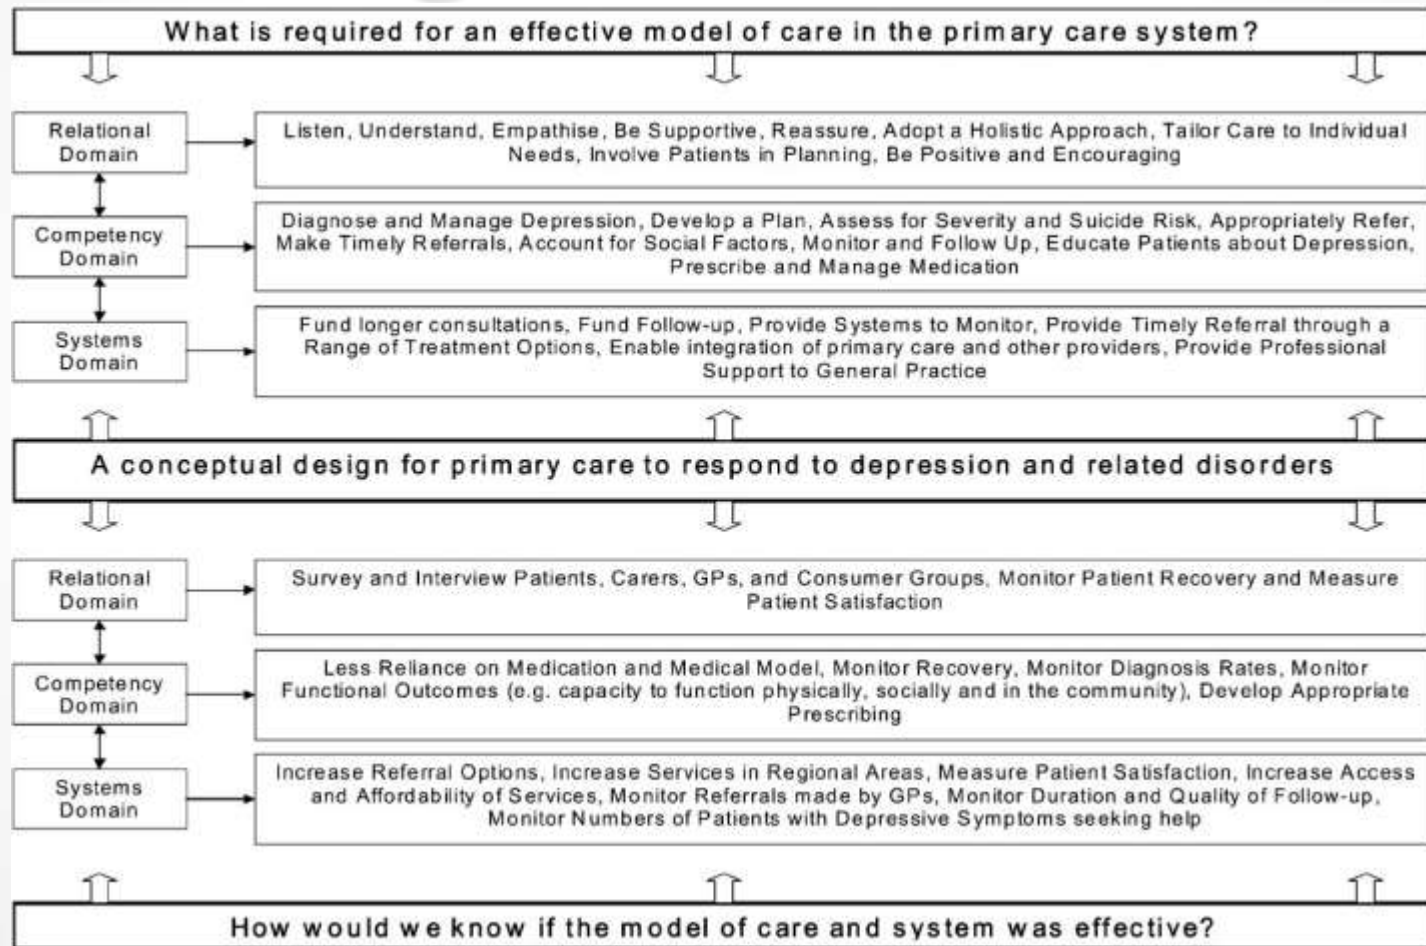 What is required for an effective model of care in the primary care system?
Relational
Domain
Listen, Understand, Empathise, Be Supportive, Reassure, Adopt a Holistic Approach, Tailor Care to Individual
Needs, Involve Patients in Planning, Be Positive and Encouraging
Competency
Domain
Diagnose and Manage Depression, Develop a Plan, Assess for Severity and Suicide Risk, Appropriately Refer,
Make Timely Referrals, Account for Social Factors, Monitor and Follow Up, Educate Patients about Depression,
Prescribe and Manage Medication
Systems
Domain
Fund longer consultations, Fund Follow-up, Provide Systems to Monitor, Provide Timely Referral through a
Range of Treatment Options, Enable integration of primary care and other providers, Provide Professional
Support to General Practice
A conceptual design for primary care to respond to depression and related disorders
Relational
Domain
Survey and Interview Patients, Carers, GPs, and Consumer Groups, Monitor Patient Recovery and Measure
Patient Satisfaction
Competency
Domain
Less Reliance on Medication and Medical Model, Monitor Recovery, Monitor Diagnosis Rates, Monitor
Functional Outcomes (e.g. capacity to function physically, socially and in the community), Develop Appropriate
Prescribing
Systems
Domain
Increase Referral Options, Increase Services in Regional Areas, Measure Patient Satisfaction, Increase Access
and Affordability of Services, Monitor Referrals made by GPs, Monitor Duration and Quality of Follow-up,
Monitor Numbers of Patients with Depressive Symptoms seeking help
How would we know if the model of care and system was effective?